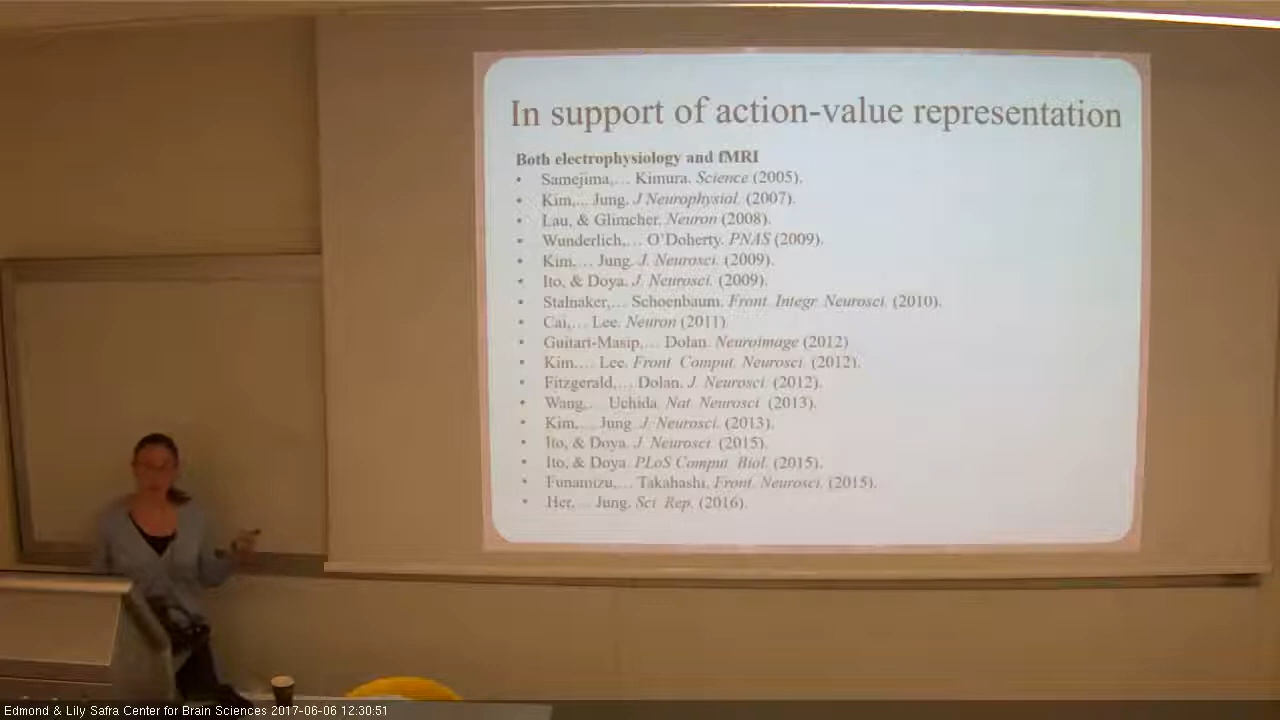 In support of action-value representation
Both electrophysiology and fMRI
• Samejima,… Kimura. Science (2005).
• Kim,... Jung. J Neurophysiol. (2007).
• Lau, & Glimcher. Neuron (2008).
• Wunderlich,… O’Doherty. PNAS (2009).
• Kim,… Jung. J. Neurosci. (2009).
• Ito, & Doya. J. Neurosci. (2009).
• Stalnaker,… Schoenbaum. Front. Integr. Neurosci. (2010).
• Cai,… Lee. Neuron (2011)
• Guitart-Masip,… Dolan. Neuroimage (2012)
• Kim,… Lee. Front. Comput. Neurosci. (2012).
• Fitzgerald,… Dolan. J. Neurosci. (2012).
• Wang,… Uchida. Nat. Neurosci. (2013).
• Kim,… Jung. J. Neurosci. (2013).
• Ito, & Doya. J. Neurosci. (2015).
• Ito, & Doya. PLoS Comput. Biol. (2015).
• Funamizu,… Takahashi. Front. Neurosci. (2015).
• Her,… Jung. Sci. Rep. (2016).
Edmond & Lily Safra Center for Brain Sciences 2017-06-06 12:30:51